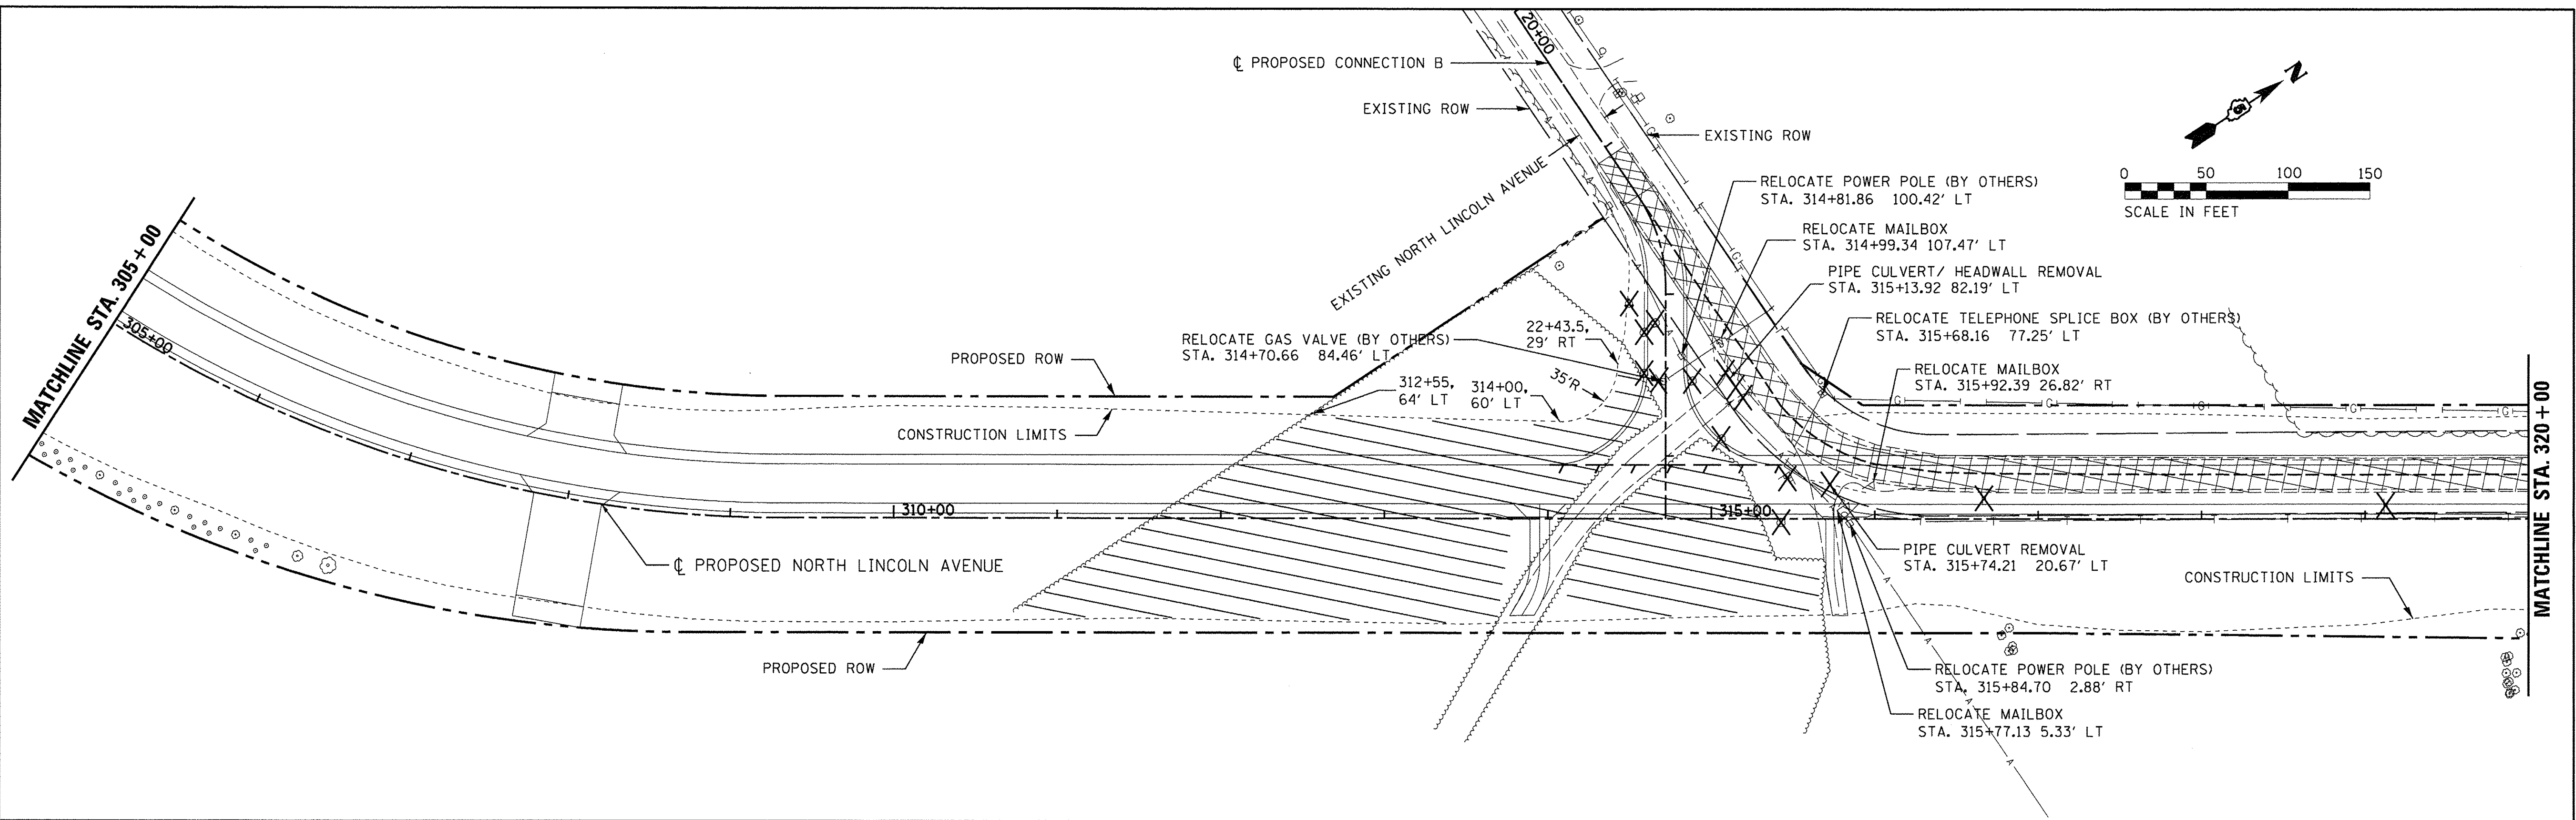 20+00
℄ PROPOSED CONNECTION B
EXISTING ROW
EXISTING ROW
N
0 50 100 150
SCALE IN FEET
RELOCATE POWER POLE (BY OTHERS)
STA. 314+81.86 100.42' LT
RELOCATE MAILBOX
STA. 314+99.34 107.47' LT
PIPE CULVERT/ HEADWALL REMOVAL
STA. 315+13.92 82.19' LT
EXISTING NORTH LINCOLN AVENUE
RELOCATE TELEPHONE SPLICE BOX (BY OTHERS)
STA. 315+68.16 77.25' LT
RELOCATE GAS VALVE (BY OTHERS)
STA. 314+70.66 84.46' LT
22+43.5,
29' RT
35'R
312+55,
64' LT
314+00,
60' LT
RELOCATE MAILBOX
STA. 315+92.39 26.82' RT
MATCHLINE STA. 305+00
305+00
PROPOSED ROW
CONSTRUCTION LIMITS
310+00
315+00
MATCHLINE STA. 320+00
℄ PROPOSED NORTH LINCOLN AVENUE
PIPE CULVERT REMOVAL
STA. 315+74.21 20.67' LT
CONSTRUCTION LIMITS
PROPOSED ROW
RELOCATE POWER POLE (BY OTHERS)
STA. 315+84.70 2.88' RT
RELOCATE MAILBOX
STA. 315+77.13 5.33' LT
G
G
G
G
G
G
G
G
A
A
A
A